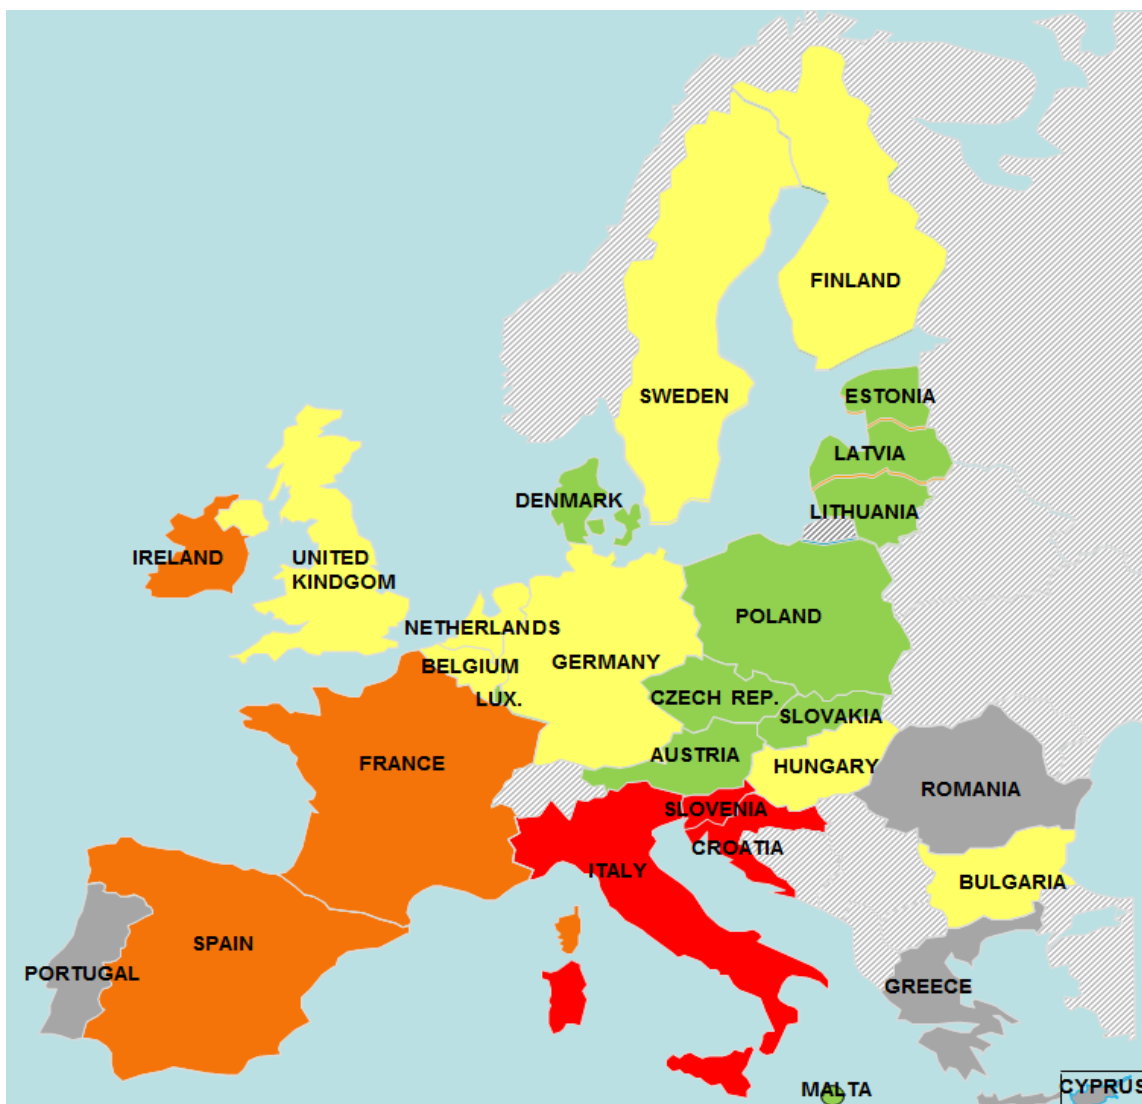 FINLAND
SWEDEN
ESTONIA
LATVIA
DENMARK
LITHUANIA
IRELAND
UNITED
KINDGOM
POLAND
NETHERLANDS
BELGIUM
GERMANY
LUX.
CZECH REP.
SLOVAKIA
FRANCE
AUSTRIA
HUNGARY
ROMANIA
SLOVENIA
CROATIA
ITALY
BULGARIA
SPAIN
PORTUGAL
GREECE
MALTA
CYPRUS